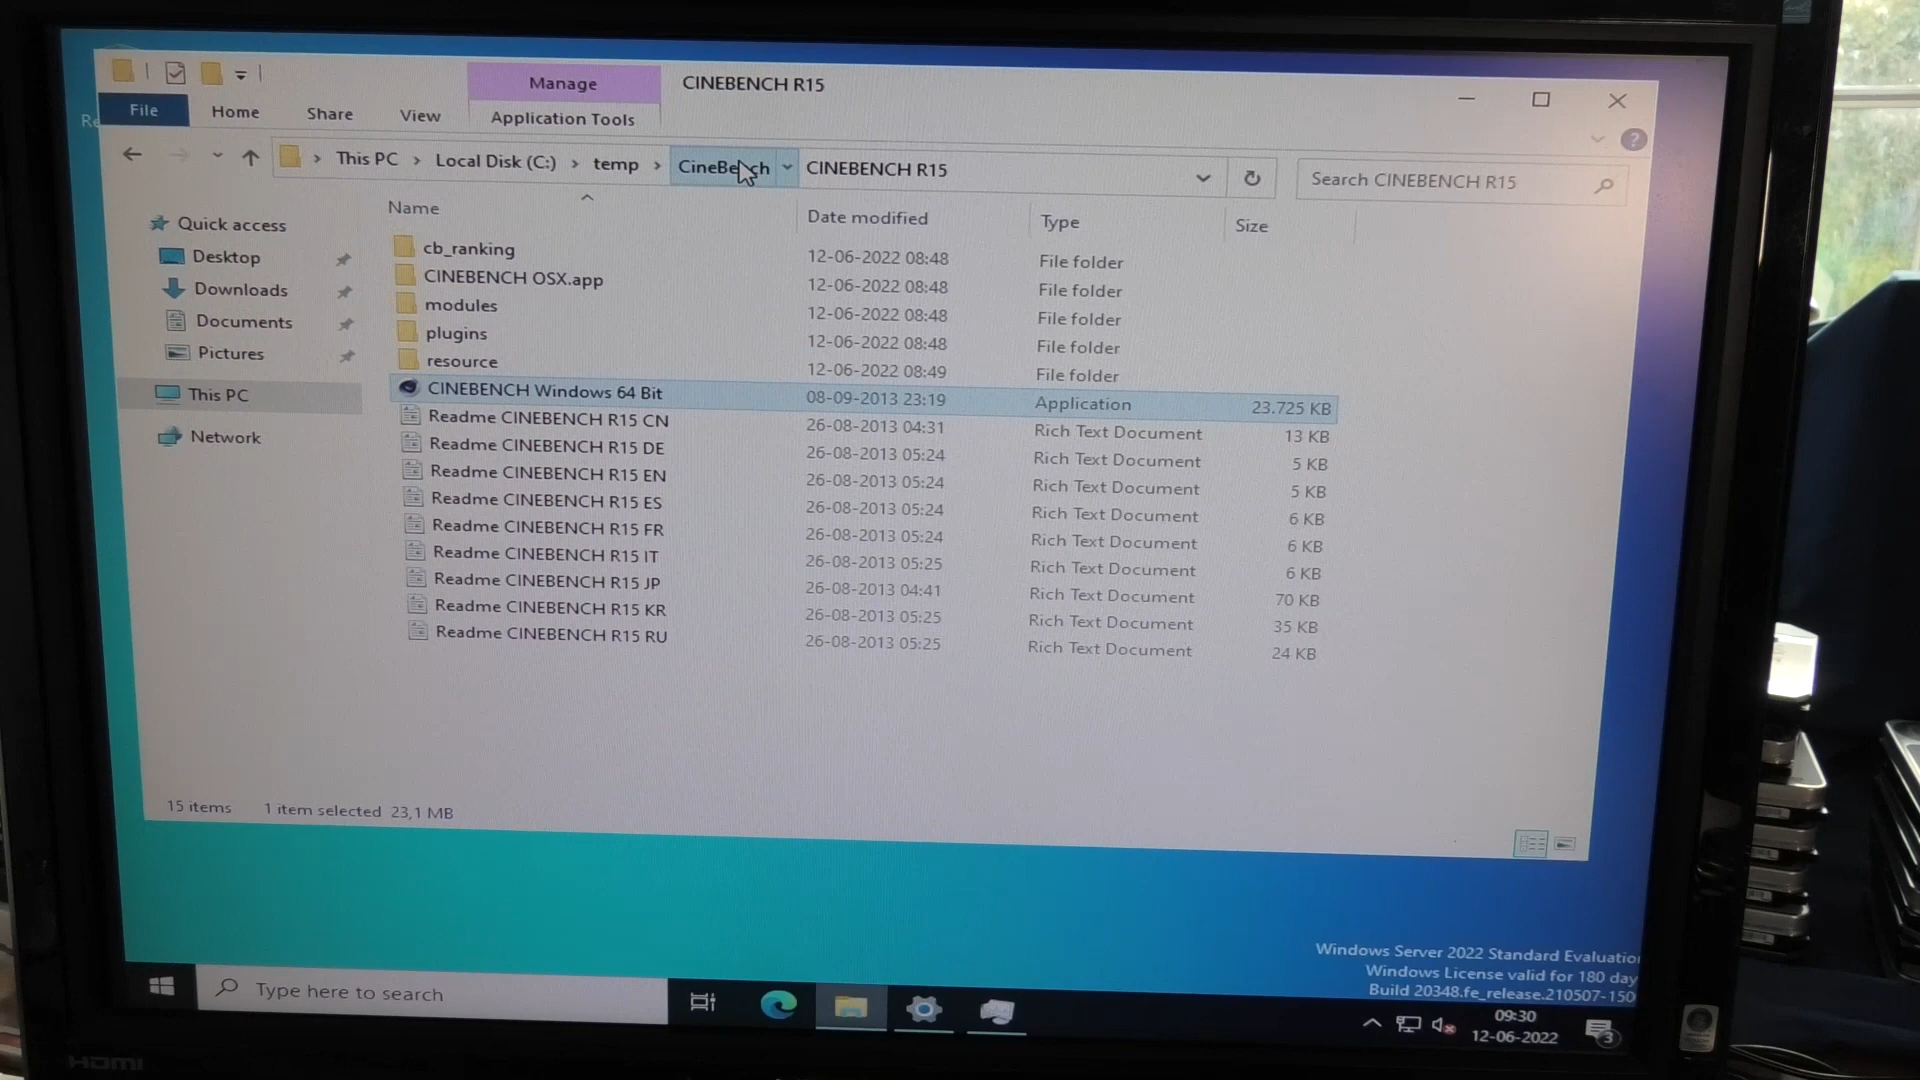 Manage CINEBENCH R15
File Home Share View Application Tools
This PC Local Disk (C:) temp CineBench CINEBENCH R15 Search CINEBENCH R15
Name Date modified Type Size
Quick access
Desktop
Downloads
Documents
Pictures
This PC
Network
cb_ranking 12-06-2022 08:48 File folder
CINEBENCH OSX.app 12-06-2022 08:48 File folder
modules 12-06-2022 08:48 File folder
plugins 12-06-2022 08:48 File folder
resource 12-06-2022 08:49 File folder
CINEBENCH Windows 64 Bit 08-09-2013 23:19 Application 23.725 KB
Readme CINEBENCH R15 CN 26-08-2013 04:31 Rich Text Document 13 KB
Readme CINEBENCH R15 DE 26-08-2013 05:24 Rich Text Document 5 KB
Readme CINEBENCH R15 EN 26-08-2013 05:24 Rich Text Document 5 KB
Readme CINEBENCH R15 ES 26-08-2013 05:24 Rich Text Document 6 KB
Readme CINEBENCH R15 FR 26-08-2013 05:24 Rich Text Document 6 KB
Readme CINEBENCH R15 IT 26-08-2013 05:25 Rich Text Document 6 KB
Readme CINEBENCH R15 JP 26-08-2013 04:41 Rich Text Document 70 KB
Readme CINEBENCH R15 KR 26-08-2013 05:25 Rich Text Document 35 KB
Readme CINEBENCH R15 RU 26-08-2013 05:25 Rich Text Document 24 KB
15 items 1 item selected 23,1 MB
Windows Server 2022 Standard Evaluatio
Windows License valid for 180 day
Build 20348.fe_release.210507-150
Type here to search
09:30
12-06-2022
3
HDMI